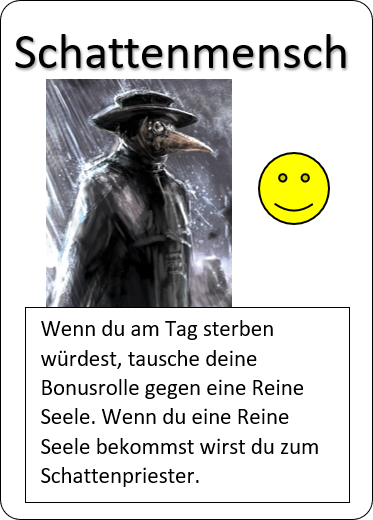 Schattenmensch
Wenn du am Tag sterben
würdest, tausche deine
Bonusrolle gegen eine Reine
Seele. Wenn du eine Reine
Seele bekommst wirst du zum
Schattenpriester.